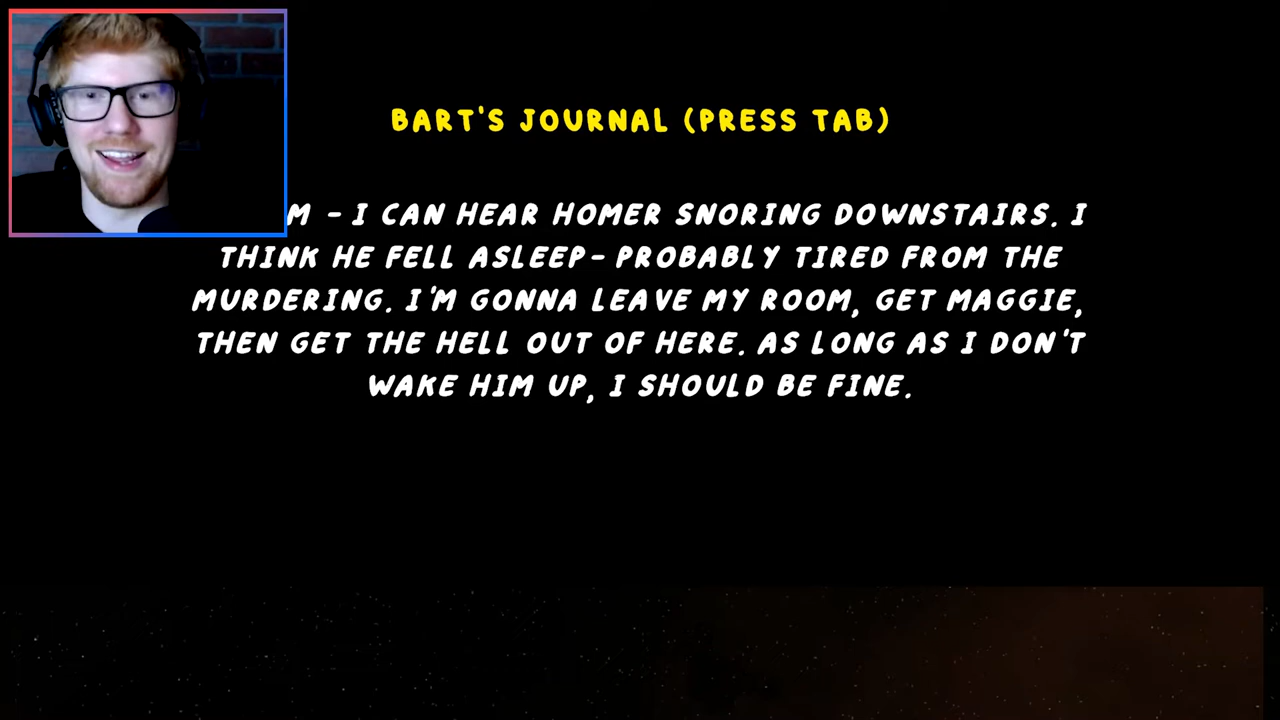 BART'S JOURNAL (PRESS TAB)
M - I CAN HEAR HOMER SNORING DOWNSTAIRS. I
THINK HE FELL ASLEEP- PROBABLY TIRED FROM THE
MURDERING. I'M GONNA LEAVE MY ROOM, GET MAGGIE,
THEN GET THE HELL OUT OF HERE. AS LONG AS I DON'T
WAKE HIM UP, I SHOULD BE FINE.